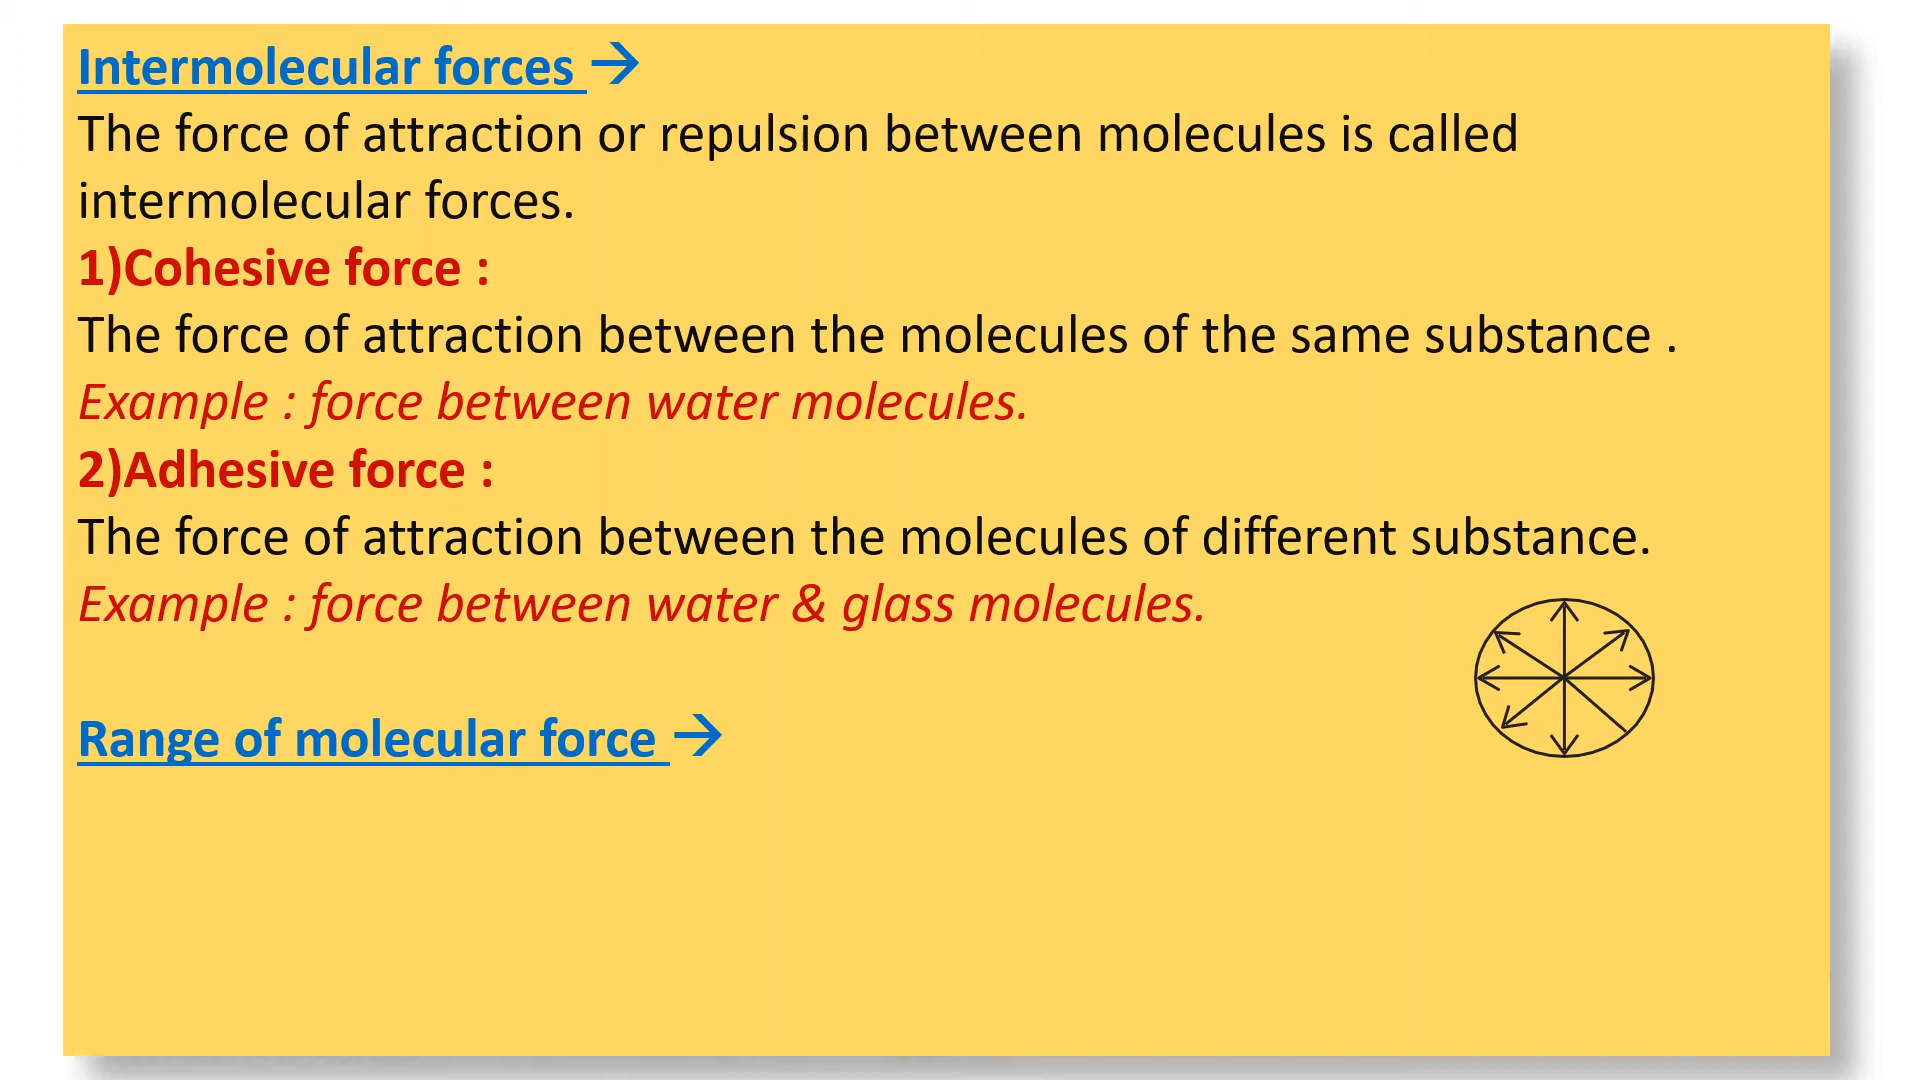 Intermolecular forces →
The force of attraction or repulsion between molecules is called
intermolecular forces.
1)Cohesive force :
The force of attraction between the molecules of the same substance .
Example : force between water molecules.
2)Adhesive force :
The force of attraction between the molecules of different substance.
Example : force between water & glass molecules.
Range of molecular force →